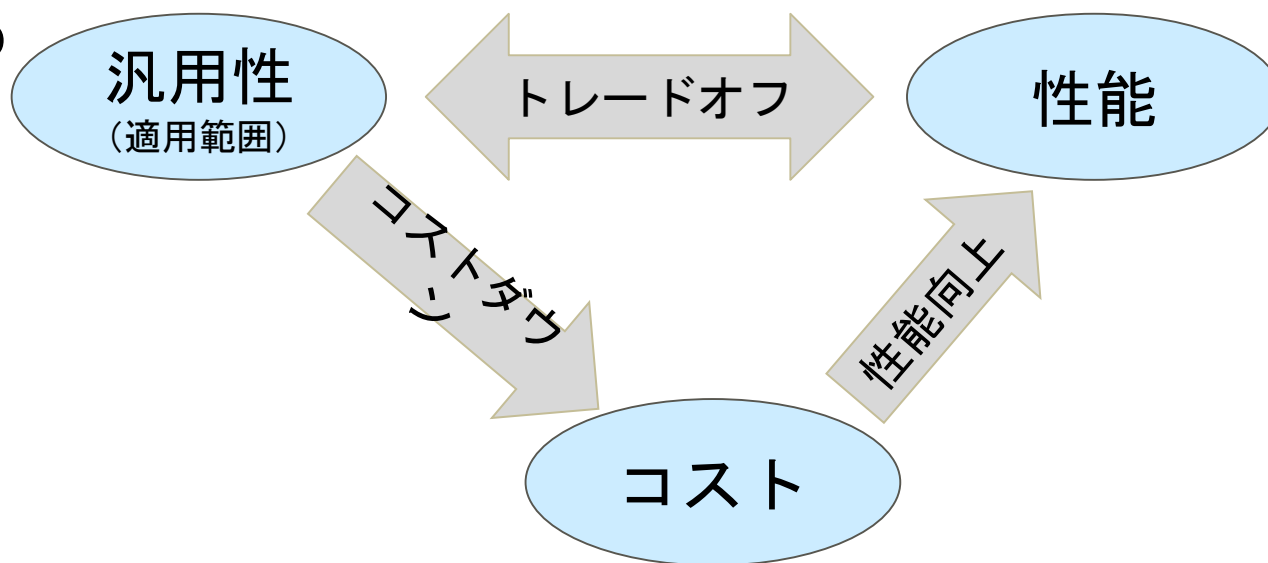 汎用性
（適用範囲）
トレードオフ
性能
コストダウ
ン
性能向上
コスト